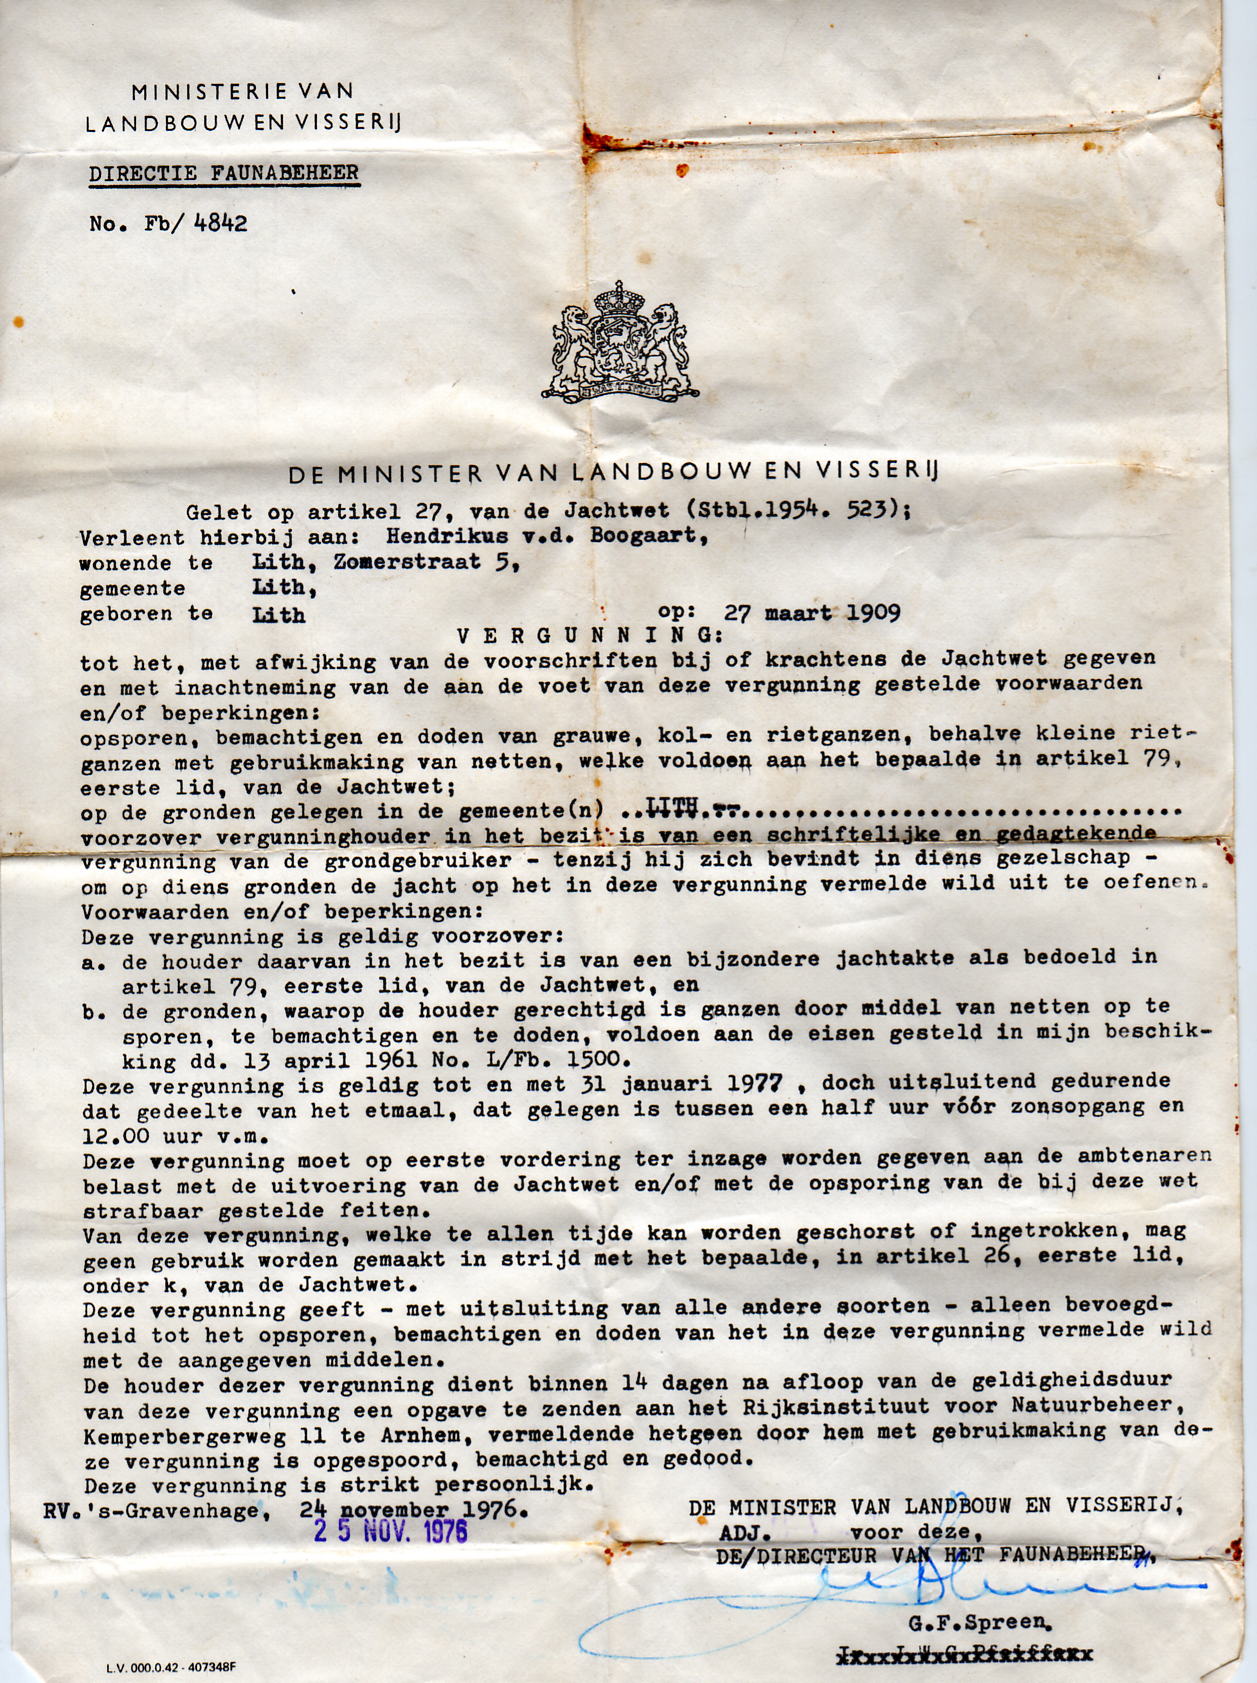 MINISTERIE VAN
LANDBOUW EN VISSERIJ
DIRECTIE FAUNABEHEER
No. Fb/ 4842
DE MINISTER VAN LANDBOUW EN VISSERIJ
Gelet op artikel 27, van de Jachtwet (Stbl.1954. 523);
Verleent hierbij aan: Hendrikus v.d. Boogaart,
wonende te Lith, Zomerstraat 5,
gemeente Lith,
geboren te Lith op: 27 maart 1909
VERGUNNING:
tot het, met afwijking van de voorschriften bij of krachtens de Jachtwet gegeven
en met inachtneming van de aan de voet van deze vergunning gestelde voorwaarden
en/of beperkingen:
opsporen, bemachtigen en doden van grauwe, kol- en rietganzen, behalve kleine riet-
ganzen met gebruikmaking van netten, welke voldoen aan het bepaalde in artikel 79,
eerste lid, van de Jachtwet;
op de gronden gelegen in de gemeente(n) ..LITH.--.................................
voorzover vergunninghouder in het bezit is van een schriftelijke en gedagtekende
vergunning van de grondgebruiker - tenzij hij zich bevindt in diens gezelschap -
om op diens gronden de jacht op het in deze vergunning vermelde wild uit te oefenen.
Voorwaarden en/of beperkingen:
Deze vergunning is geldig voorzover:
a. de houder daarvan in het bezit is van een bijzondere jachtakte als bedoeld in
artikel 79, eerste lid, van de Jachtwet, en
b. de gronden, waarop de houder gerechtigd is ganzen door middel van netten op te
sporen, te bemachtigen en te doden, voldoen aan de eisen gesteld in mijn beschik-
king dd. 13 april 1961 No. L/Fb. 1500.
Deze vergunning is geldig tot en met 31 januari 1977 , doch uitsluitend gedurende
dat gedeelte van het etmaal, dat gelegen is tussen een half uur vóór zonsopgang en
12.00 uur v.m.
Deze vergunning moet op eerste vordering ter inzage worden gegeven aan de ambtenaren
belast met de uitvoering van de Jachtwet en/of met de opsporing van de bij deze wet
strafbaar gestelde feiten.
Van deze vergunning, welke te allen tijde kan worden geschorst of ingetrokken, mag
geen gebruik worden gemaakt in strijd met het bepaalde, in artikel 26, eerste lid,
onder k, van de Jachtwet.
Deze vergunning geeft - met uitsluiting van alle andere soorten - alleen bevoegd-
heid tot het opsporen, bemachtigen en doden van het in deze vergunning vermelde wild
met de aangegeven middelen.
De houder dezer vergunning dient binnen 14 dagen na afloop van de geldigheidsduur
van deze vergunning een opgave te zenden aan het Rijksinstituut voor Natuurbeheer,
Kemperbergerweg 11 te Arnhem, vermeldende hetgeen door hem met gebruikmaking van de-
ze vergunning is opgespoord, bemachtigd en gedood.
Deze vergunning is strikt persoonlijk.
RV. 's-Gravenhage, 24 november 1976.
25 NOV. 1976
DE MINISTER VAN LANDBOUW EN VISSERIJ,
ADJ. voor deze,
DE/DIRECTEUR VAN HET FAUNABEHEER,
G.F.Spreen.
L.V. 000.0.42 - 407348F